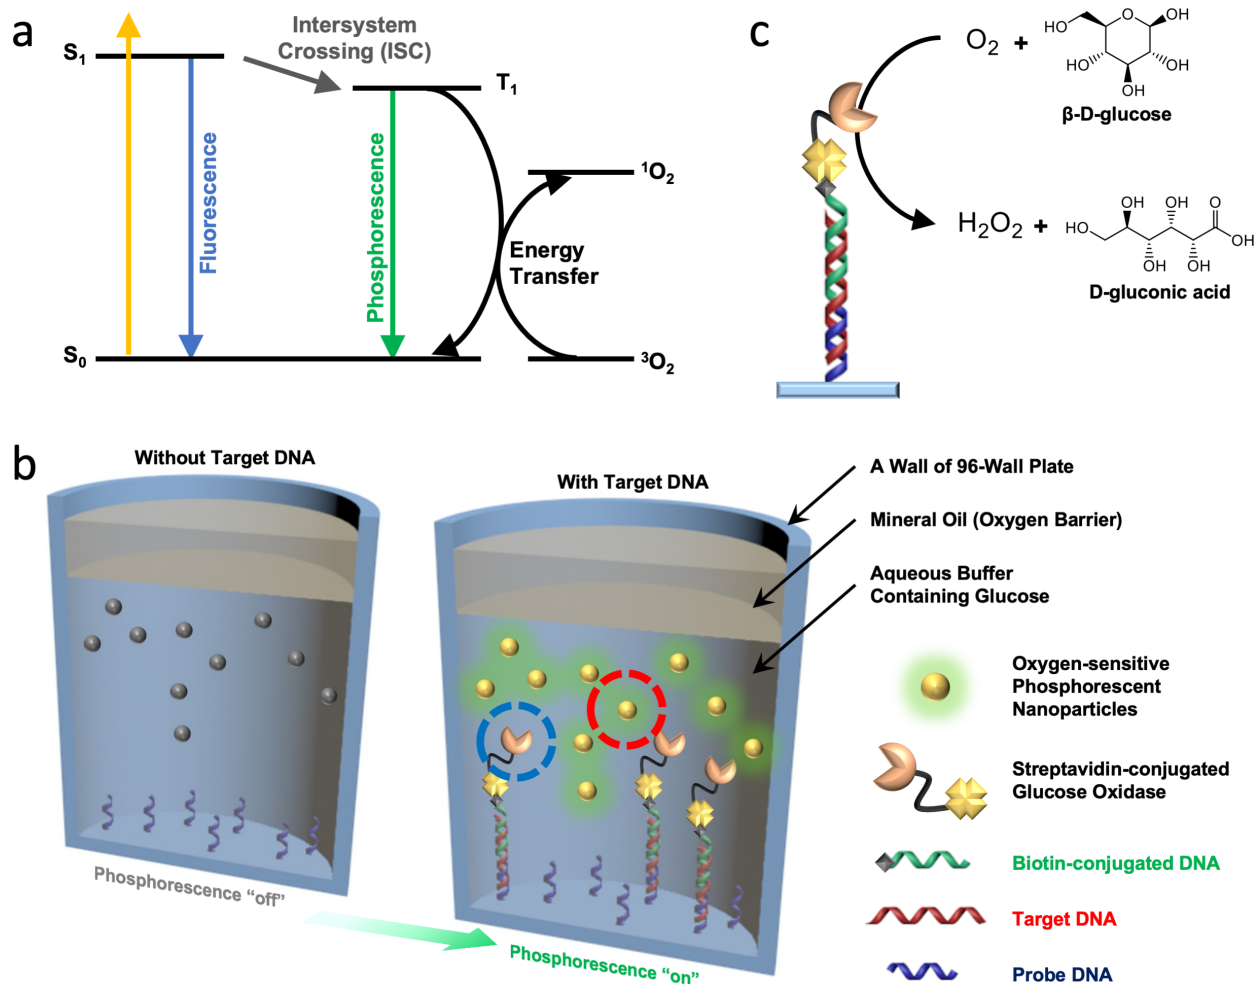 a
S1
Intersystem
Crossing (ISC)
T1
Fluorescence
Phosphorescence
1O2
Energy
Transfer
S0
3O2
c
O2 +
HO
O
OH
HO
OH
OH
β-D-glucose
H2O2 +
OH
OH
O
HO
OH
OH
OH
OH
D-gluconic acid
b
Without Target DNA
With Target DNA
A Wall of 96-Wall Plate
Mineral Oil (Oxygen Barrier)
Aqueous Buffer
Containing Glucose
Oxygen-sensitive
Phosphorescent
Nanoparticles
Streptavidin-conjugated
Glucose Oxidase
Biotin-conjugated DNA
Target DNA
Probe DNA
Phosphorescence “off”
Phosphorescence “on”